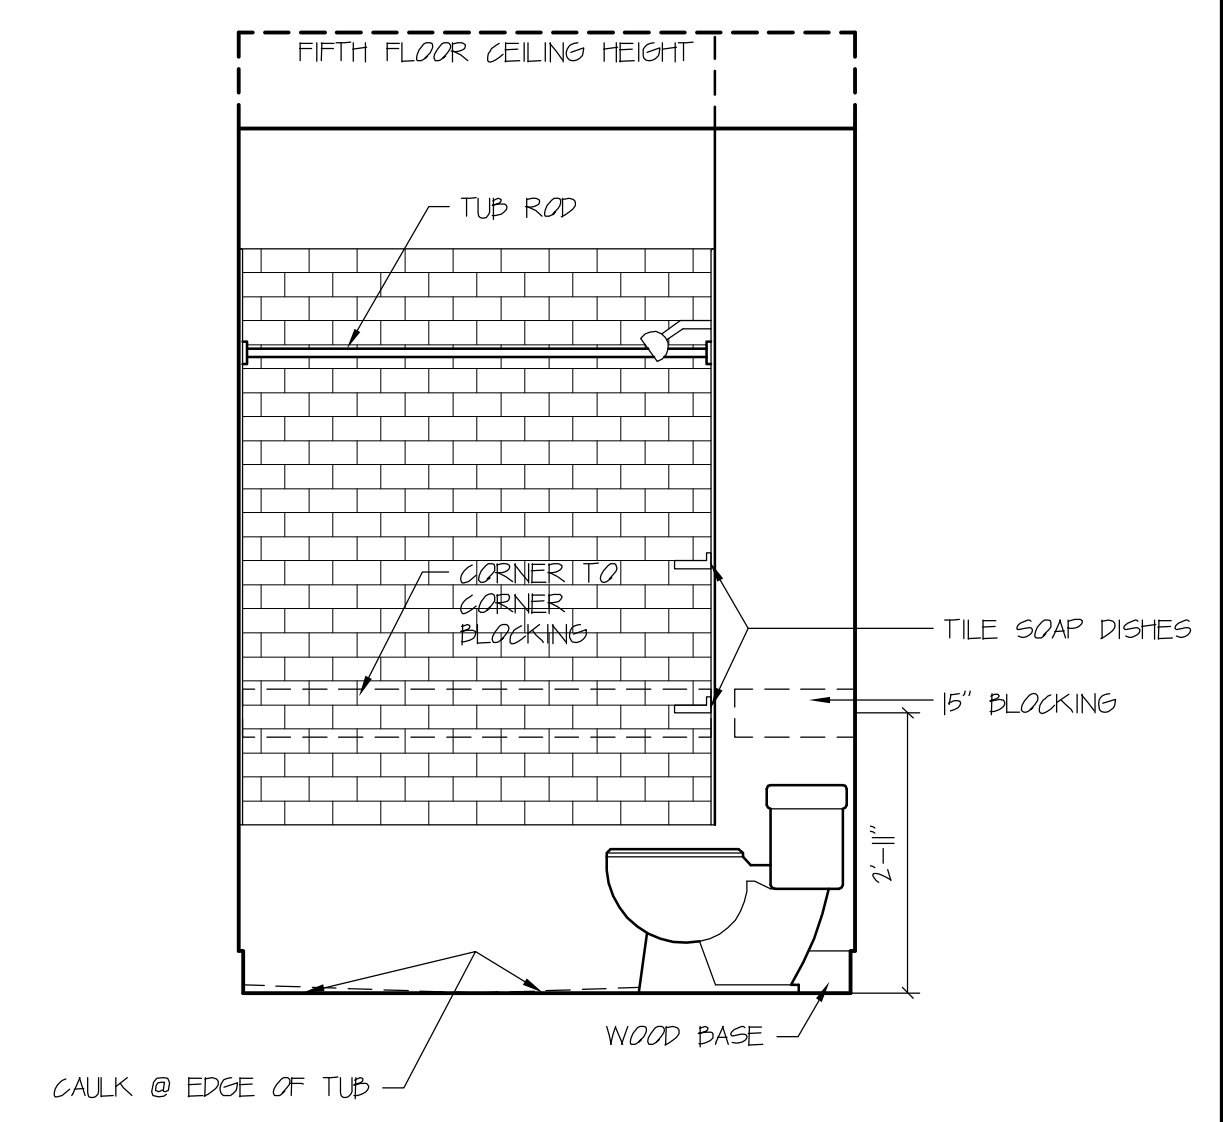 FIFTH FLOOR CEILING HEIGHT
TUB ROD
CORNER TO
CORNER
BLOCKING
TILE SOAP DISHES
15" BLOCKING
2'-11"
WOOD BASE
CAULK @ EDGE OF TUB